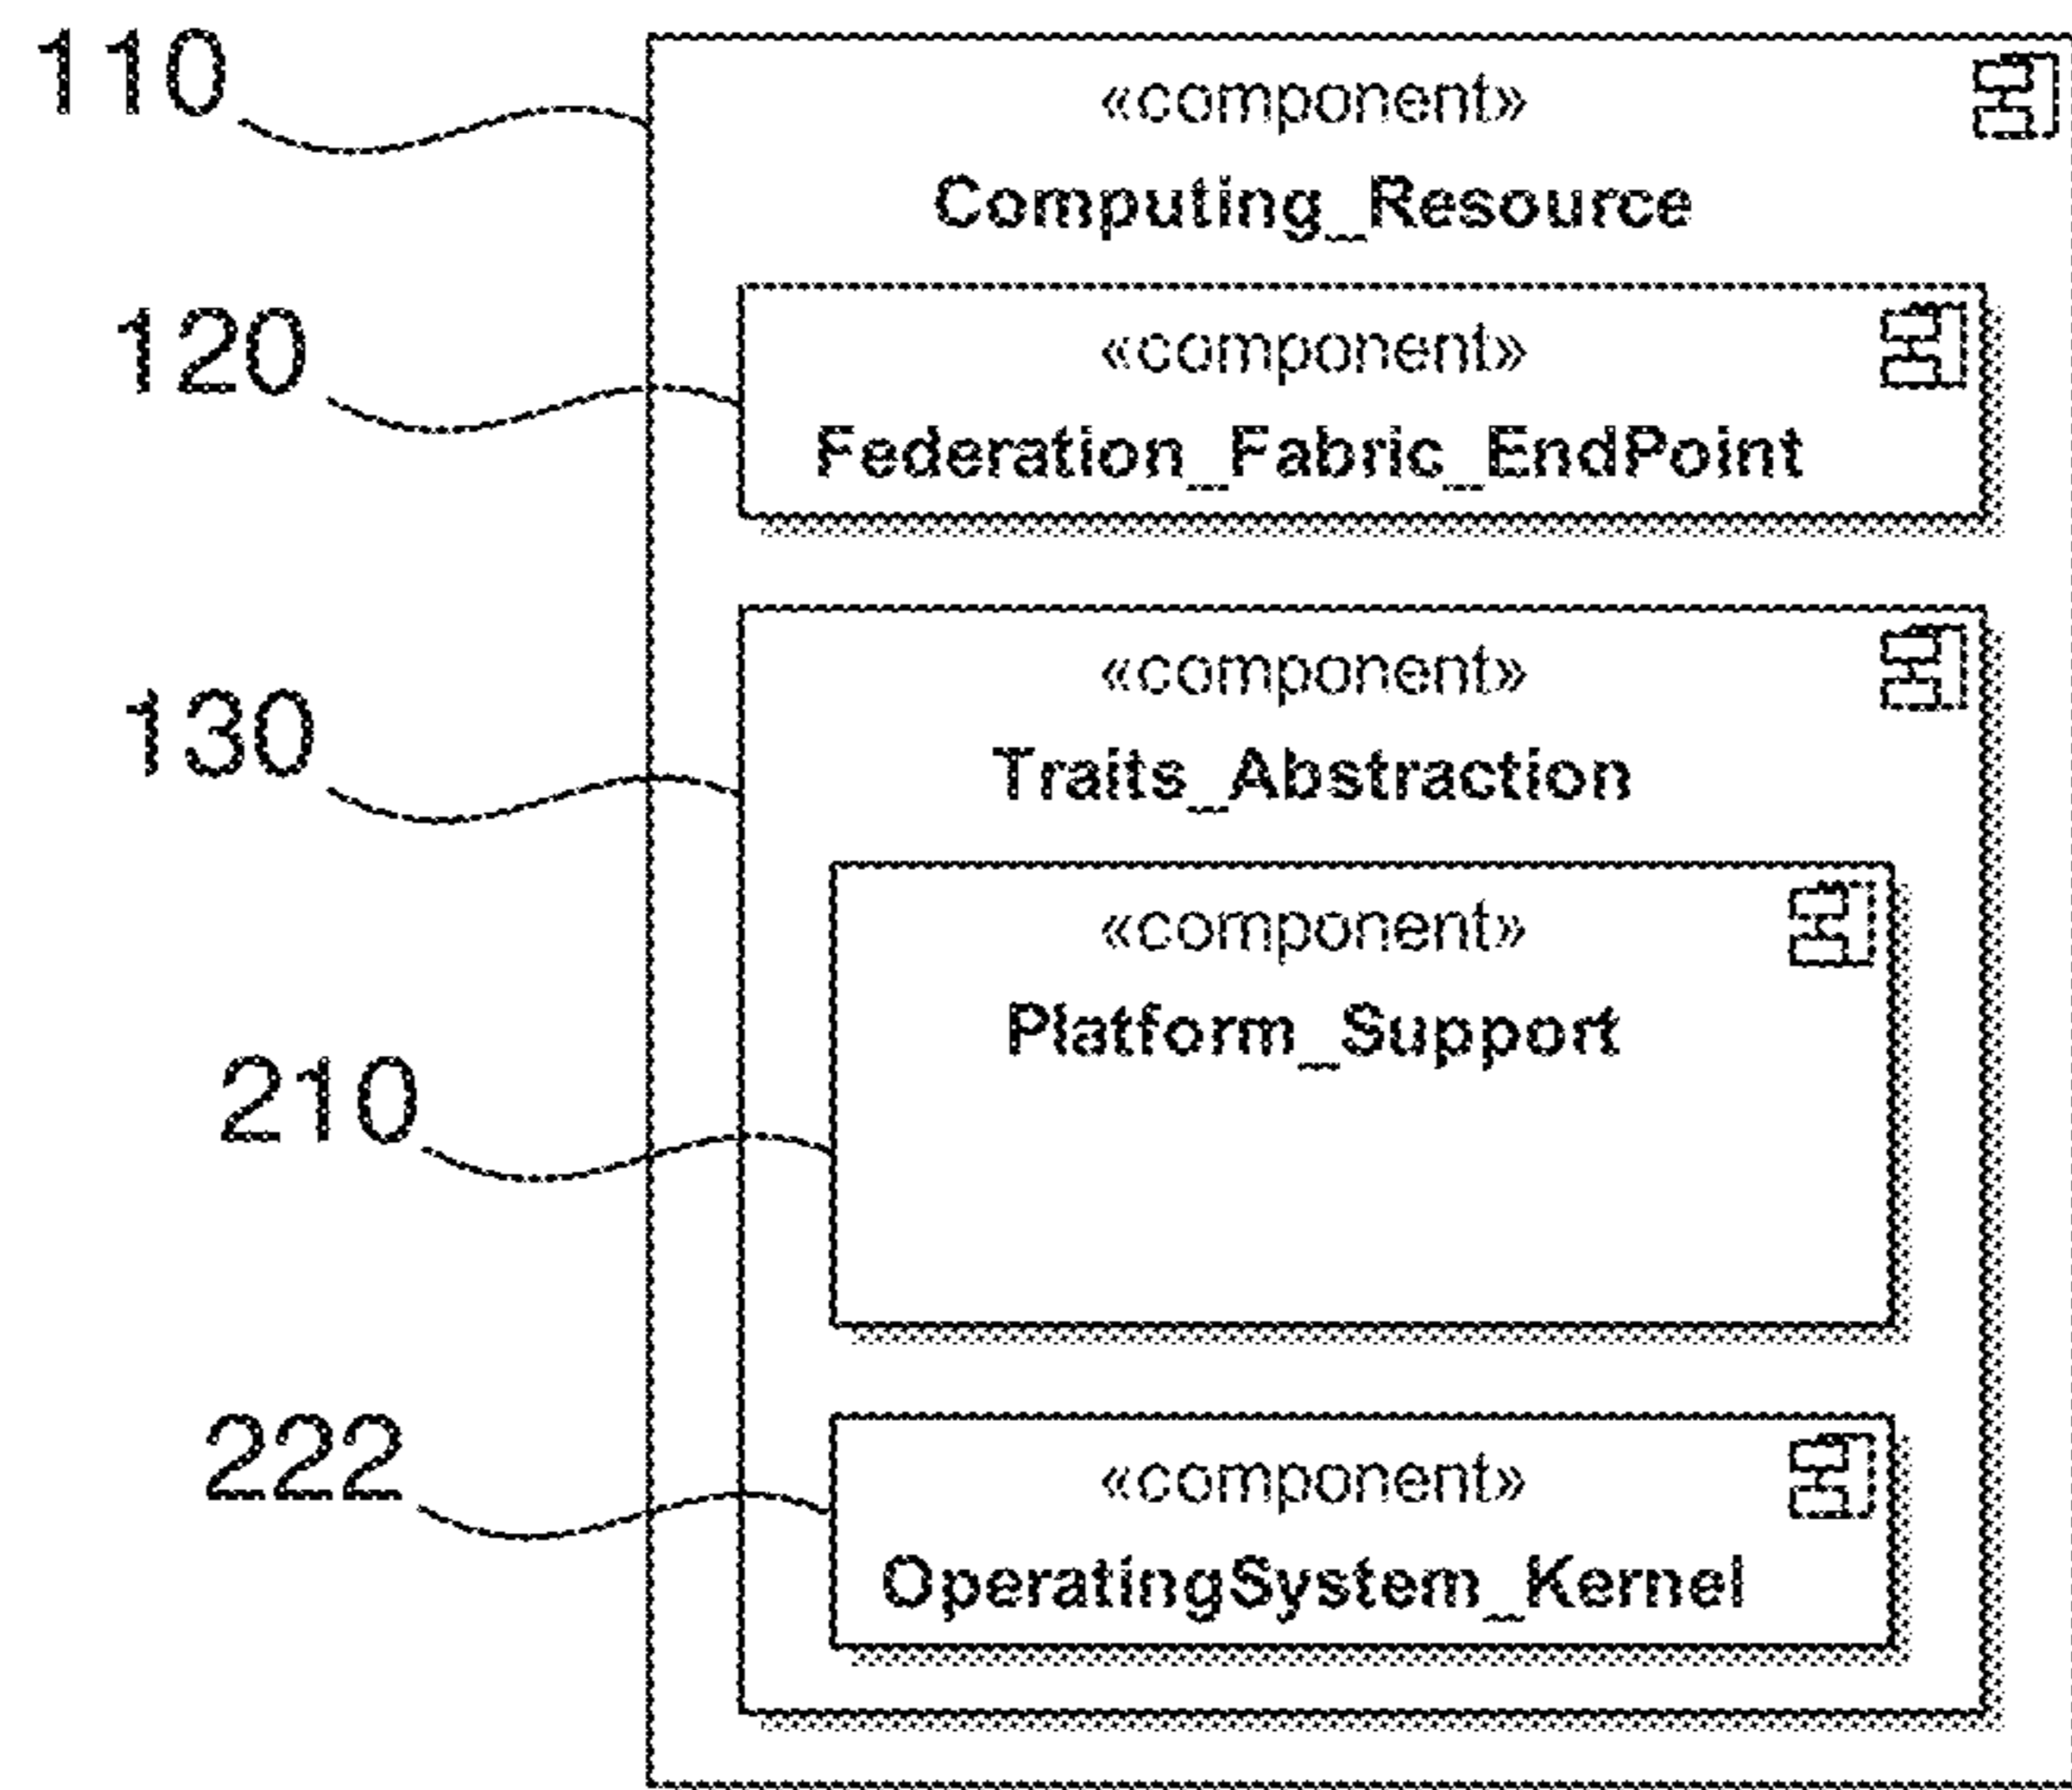 110
«component»
Computing_Resource
120
«component»
Federation_Fabric_EndPoint
130
«component»
Traits_Abstraction
210
«component»
Platform_Support
222
«component»
OperatingSystem_Kernel